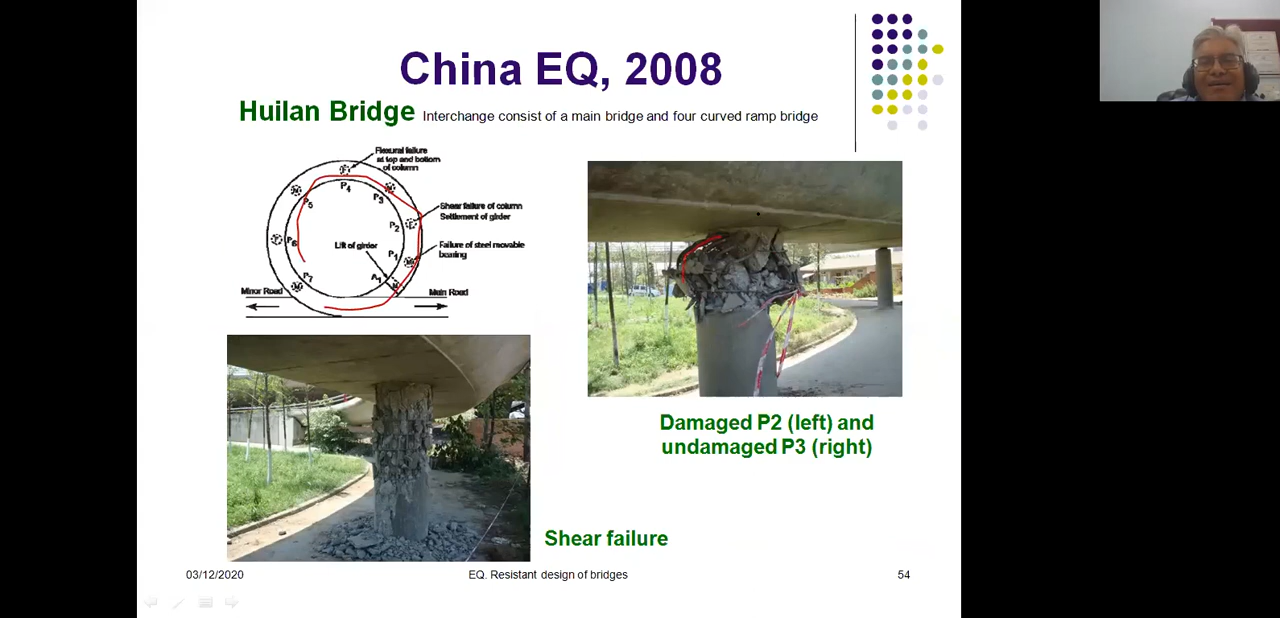 China EQ, 2008
Huilan Bridge Interchange consist of a main bridge and four curved ramp bridge
Flexural failure
at top and bottom
of column
P4
P3
P5
Shear failure of column
Settlement of girder
P2
Lift of girder
Failure of steel movable
bearing
P6
P1
P7
A1
Minor Road
Main Road
Damaged P2 (left) and
undamaged P3 (right)
Shear failure
03/12/2020
EQ. Resistant design of bridges
54